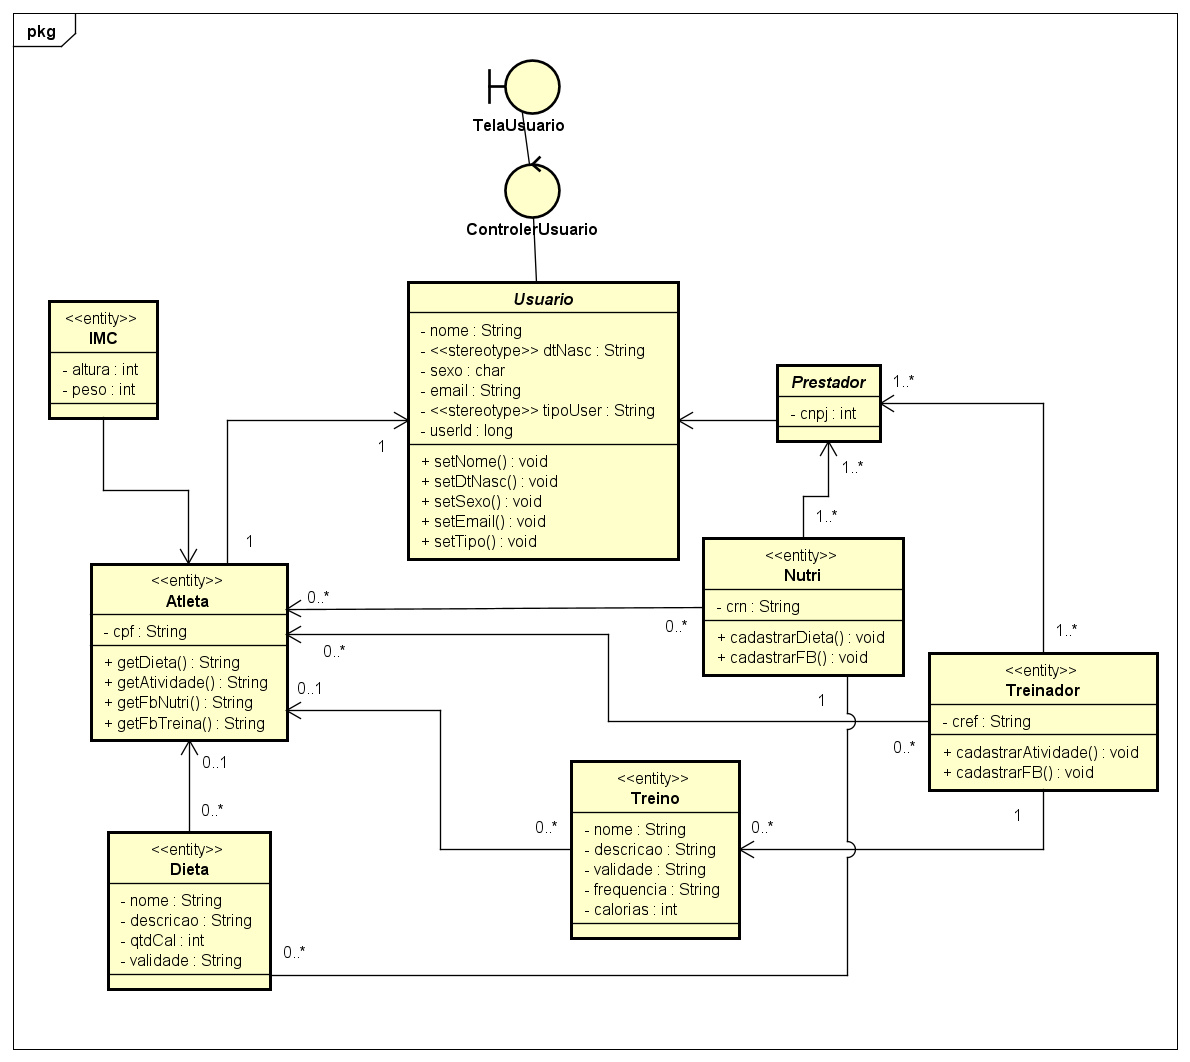 pkg
TelaUsuario
ControlerUsuario
Usuario
- nome : String
- <<stereotype>> dtNasc : String
- sexo : char
- email : String
- <<stereotype>> tipoUser : String
- userId : long
+ setNome() : void
+ setDtNasc() : void
+ setSexo() : void
+ setEmail() : void
+ setTipo() : void
<<entity>>
IMC
- altura : int
- peso : int
Prestador
- cnpj : int
1..*
1
1..*
1..*
1
<<entity>>
Nutri
- crn : String
+ cadastrarDieta() : void
+ cadastrarFB() : void
<<entity>>
Atleta
- cpf : String
+ getDieta() : String
+ getAtividade() : String
+ getFbNutri() : String
+ getFbTreina() : String
0..*
0..*
1..*
0..*
0..1
1
<<entity>>
Treinador
- cref : String
+ cadastrarAtividade() : void
+ cadastrarFB() : void
0..*
0..1
0..*
1
0..*
0..*
<<entity>>
Treino
- nome : String
- descricao : String
- validade : String
- frequencia : String
- calorias : int
<<entity>>
Dieta
- nome : String
- descricao : String
- qtdCal : int
- validade : String
0..*